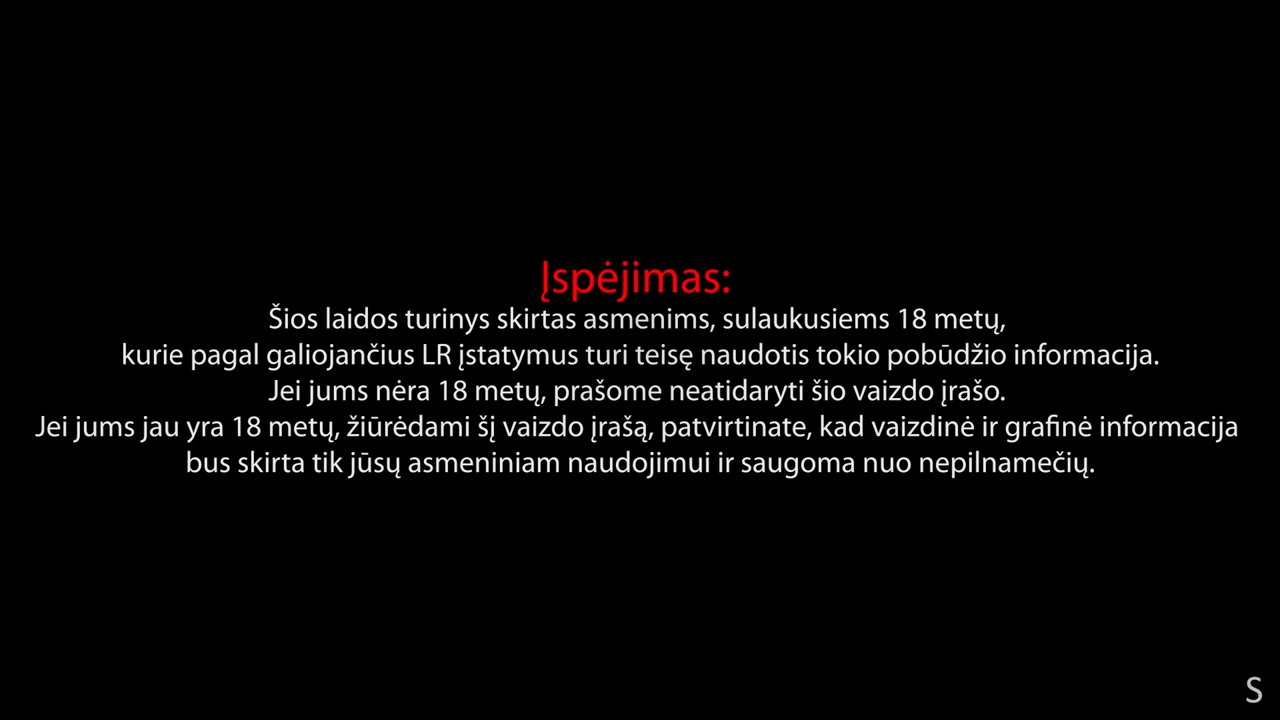 Įspėjimas:
Šios laidos turinys skirtas asmenims, sulaukusiems 18 metų,
kurie pagal galiojančius LR įstatymus turi teisę naudotis tokio pobūdžio informacija.
Jei jums nėra 18 metų, prašome neatidaryti šio vaizdo įrašo.
Jei jums jau yra 18 metų, žiūrėdami šį vaizdo įrašą, patvirtinate, kad vaizdinė ir grafinė informacija
bus skirta tik jūsų asmeniniam naudojimui ir saugoma nuo nepilnamečių.
S